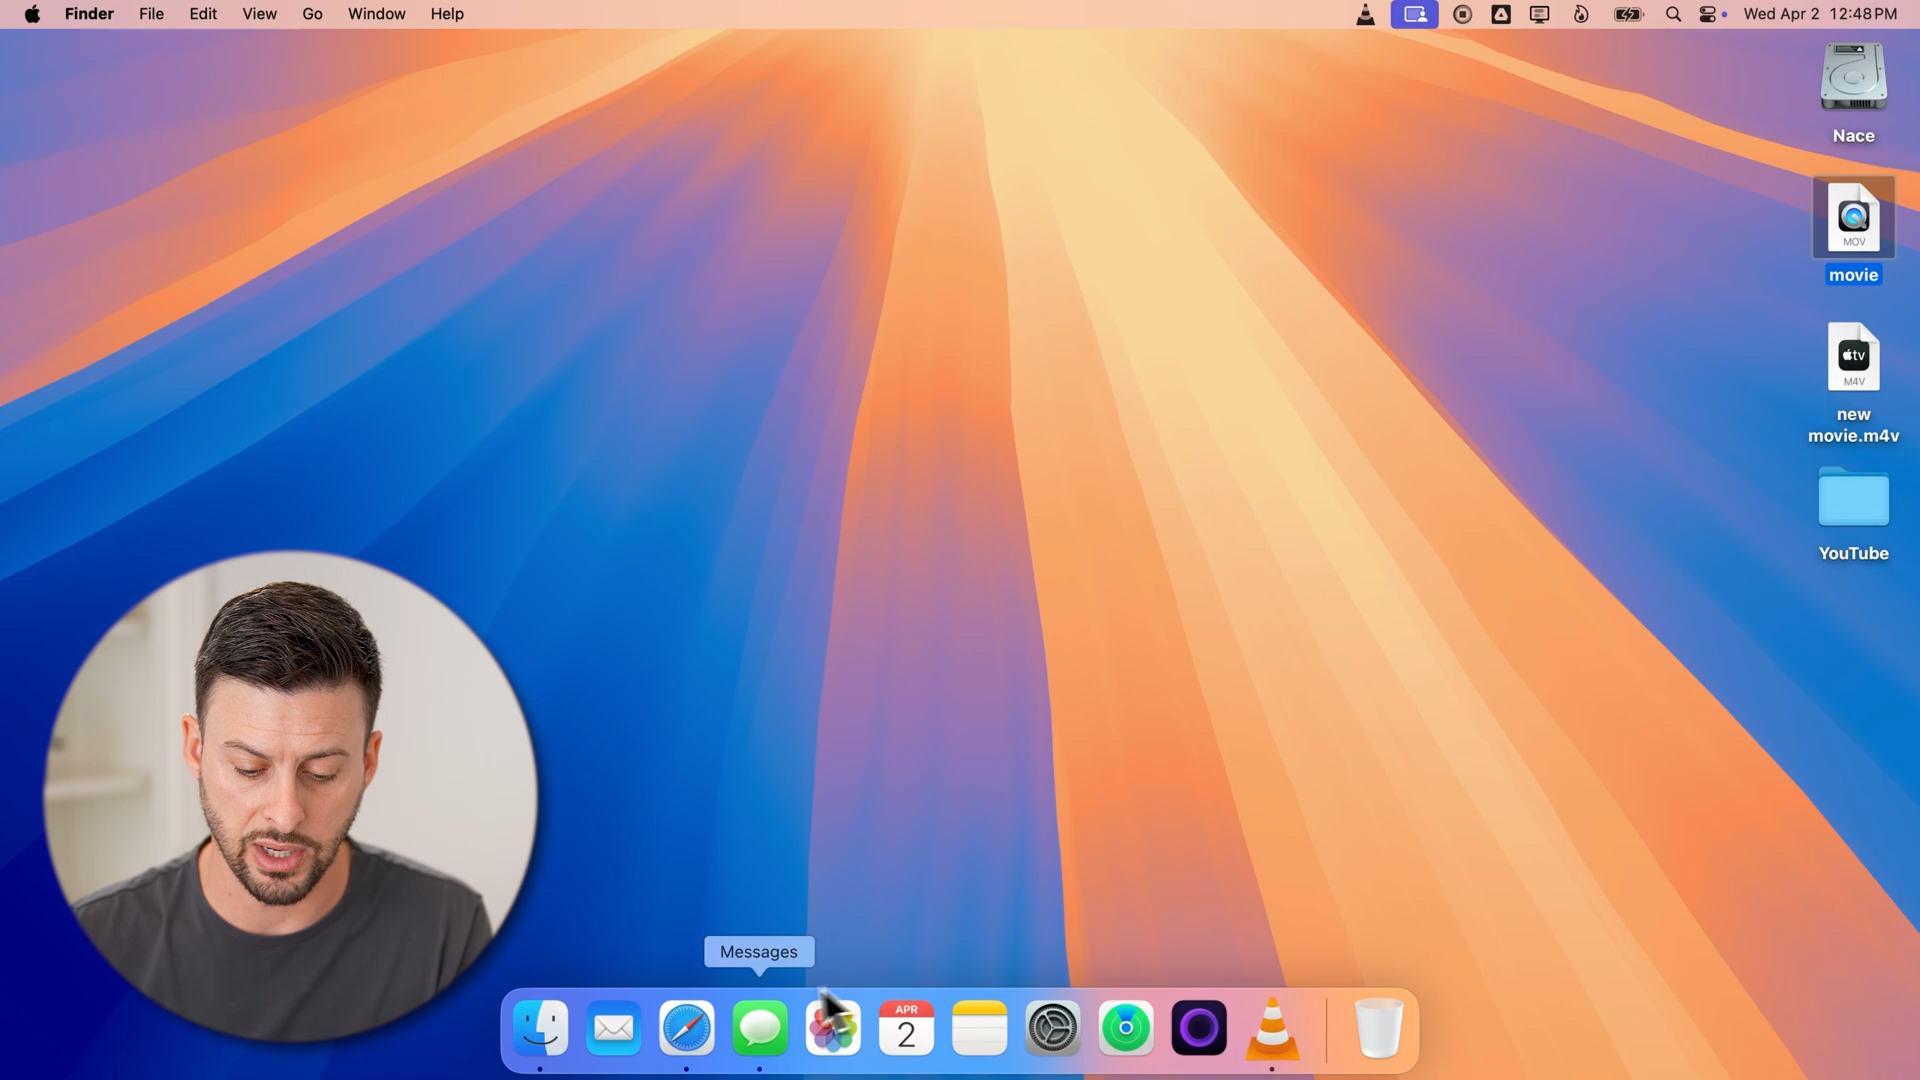 Finder File Edit View Go Window Help Wed Apr 2 12:48 PM
Nace
MOV
movie
tv
M4V
new
movie.m4v
YouTube
Messages
APR
2